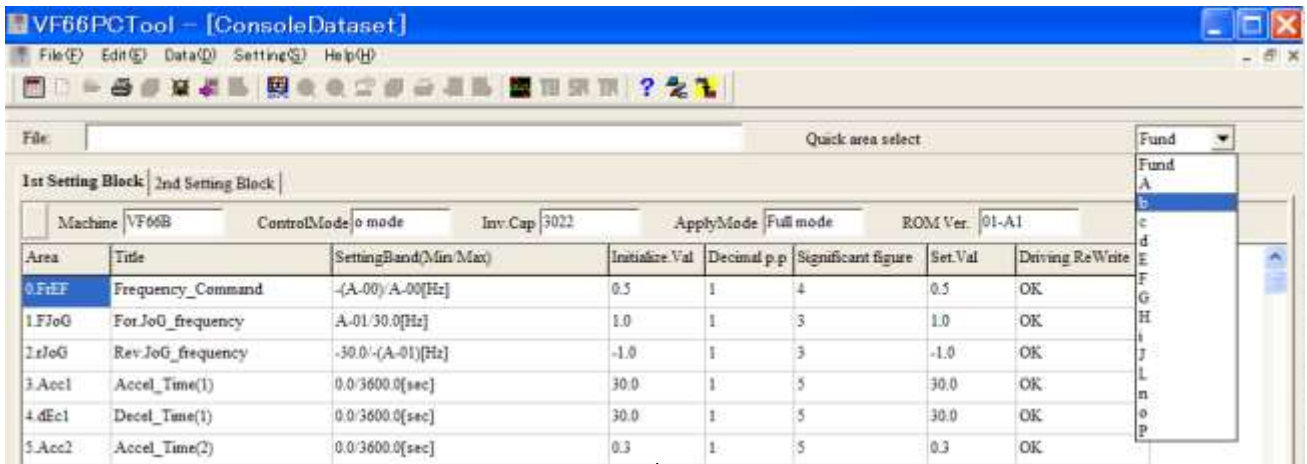 VF66PCTool - [ConsoleDataset]
File(F) Edit(E) Data(D) Setting(S) Help(H)
File: Quick area select Fund
Fund
A
b
c
d
E
F
G
H
i
J
L
n
o
P
1st Setting Block 2nd Setting Block
Machine VF66B ControlMode o mode Inv.Cap 3022 ApplyMode Full mode ROM Ver. 01-A1
Area Title SettingBand(Min/Max) Initialize.Val Decimal p.p Significant figure Set.Val Driving ReWrite
0.FrEF Frequency_Command -(A-00)/A-00[Hz] 0.5 1 4 0.5 OK
1.FJoG For.JoG_frequency A-01/30.0[Hz] 1.0 1 3 1.0 OK
2.rJoG Rev.JoG_frequency -30.0/-(A-01)[Hz] -1.0 1 3 -1.0 OK
3.Acc1 Accel_Time(1) 0.0/3600.0[sec] 30.0 1 5 30.0 OK
4.dEc1 Decel_Time(1) 0.0/3600.0[sec] 30.0 1 5 30.0 OK
5.Acc2 Accel_Time(2) 0.0/3600.0[sec] 0.3 1 5 0.3 OK